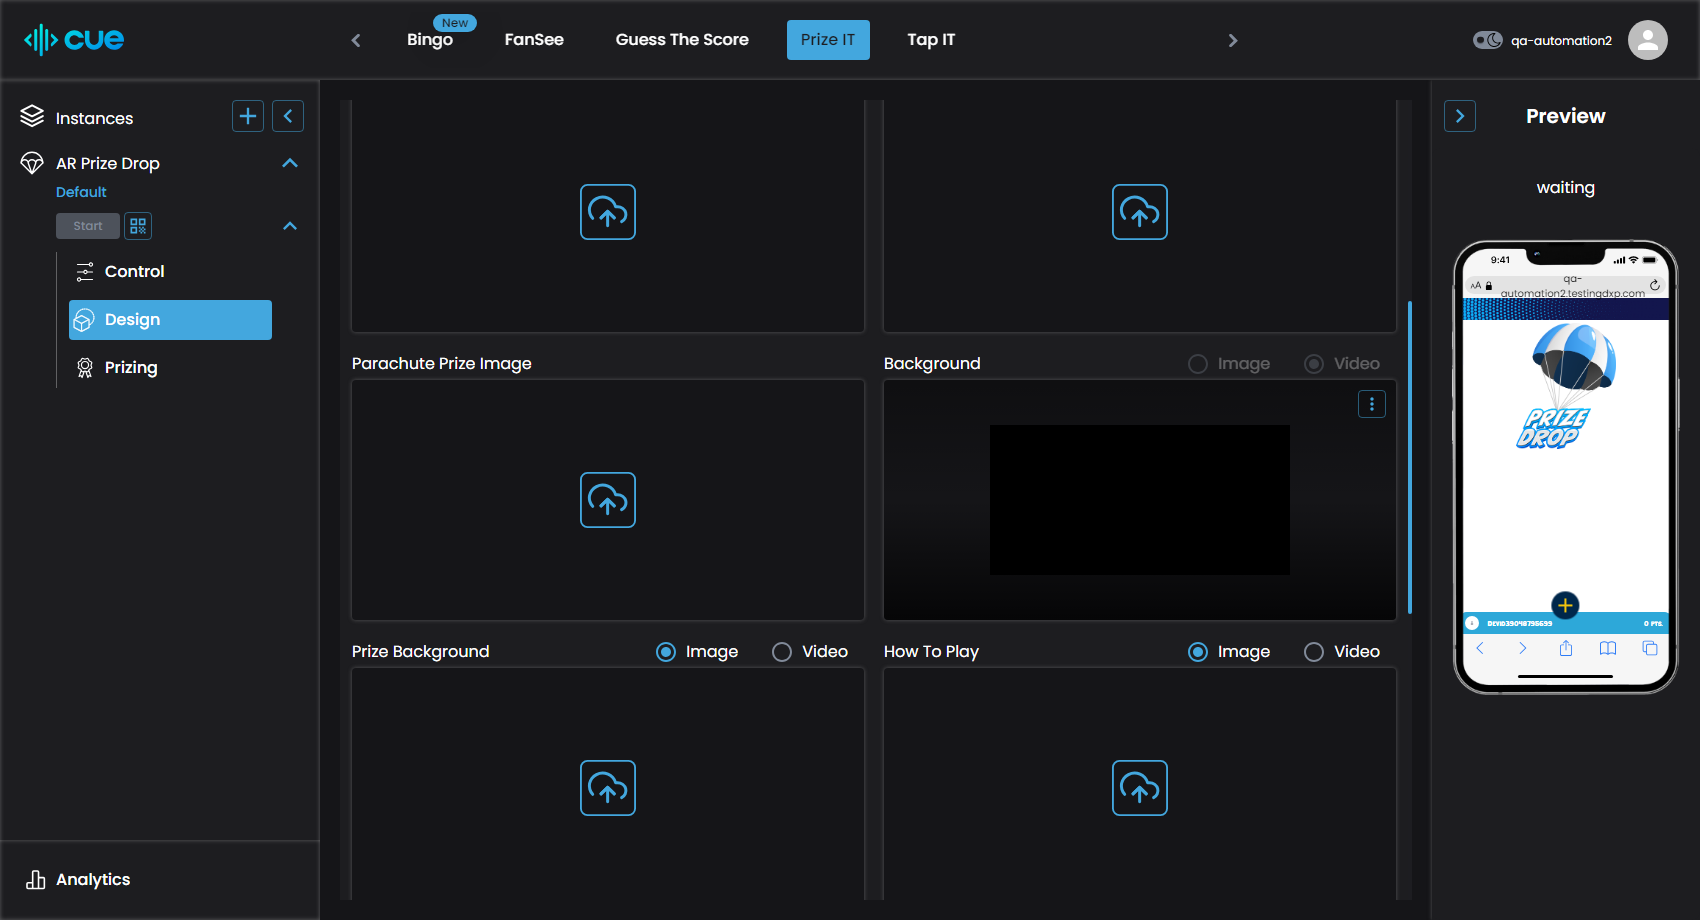 cue
New
Bingo
FanSee
Guess The Score
Prize IT
Tap IT
qa-automation2
Instances
AR Prize Drop
Default
Start
Control
Design
Prizing
Analytics
Parachute Prize Image
Background
Image
Video
Prize Background
Image
Video
How To Play
Image
Video
Preview
waiting
9:41
AA
qa-
automation2.testingdxp.com
PRIZE
DROP
DEVID39048798699
0 PTS.